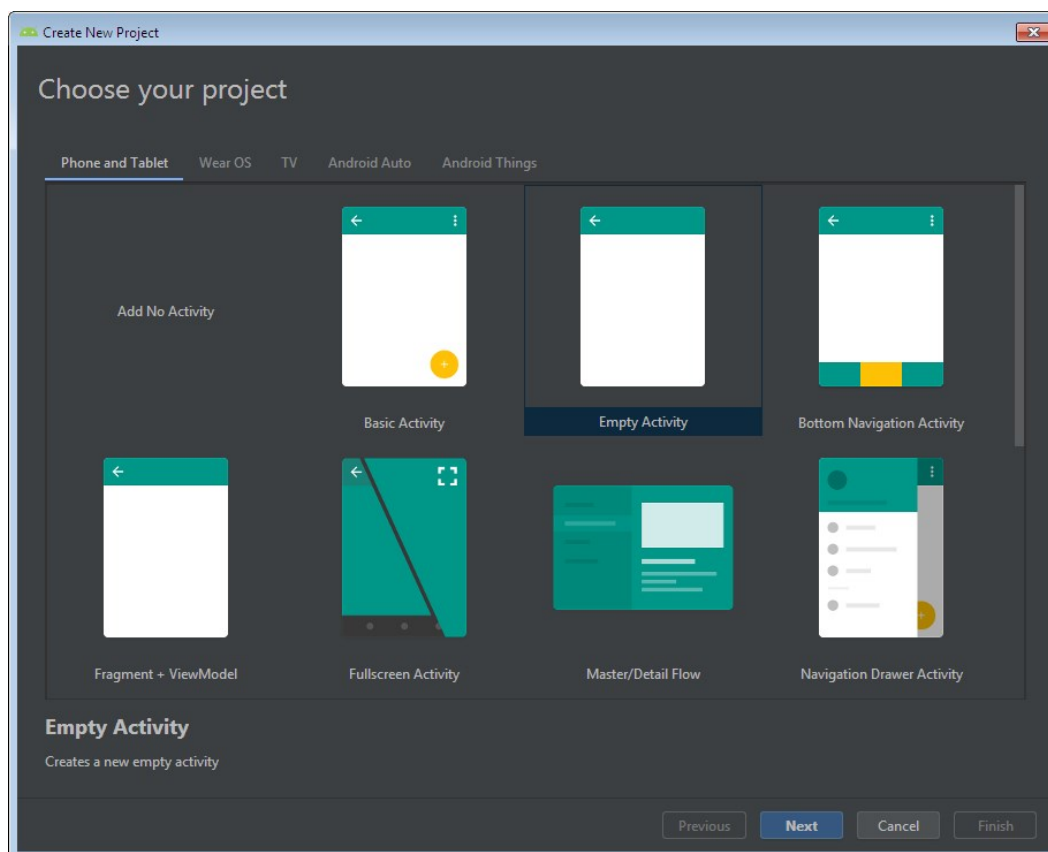 Create New Project
Choose your project
Phone and Tablet Wear OS TV Android Auto Android Things
Add No Activity
Basic Activity
Empty Activity
Bottom Navigation Activity
Fragment + ViewModel
Fullscreen Activity
Master/Detail Flow
Navigation Drawer Activity
Empty Activity
Creates a new empty activity
Previous Next Cancel Finish